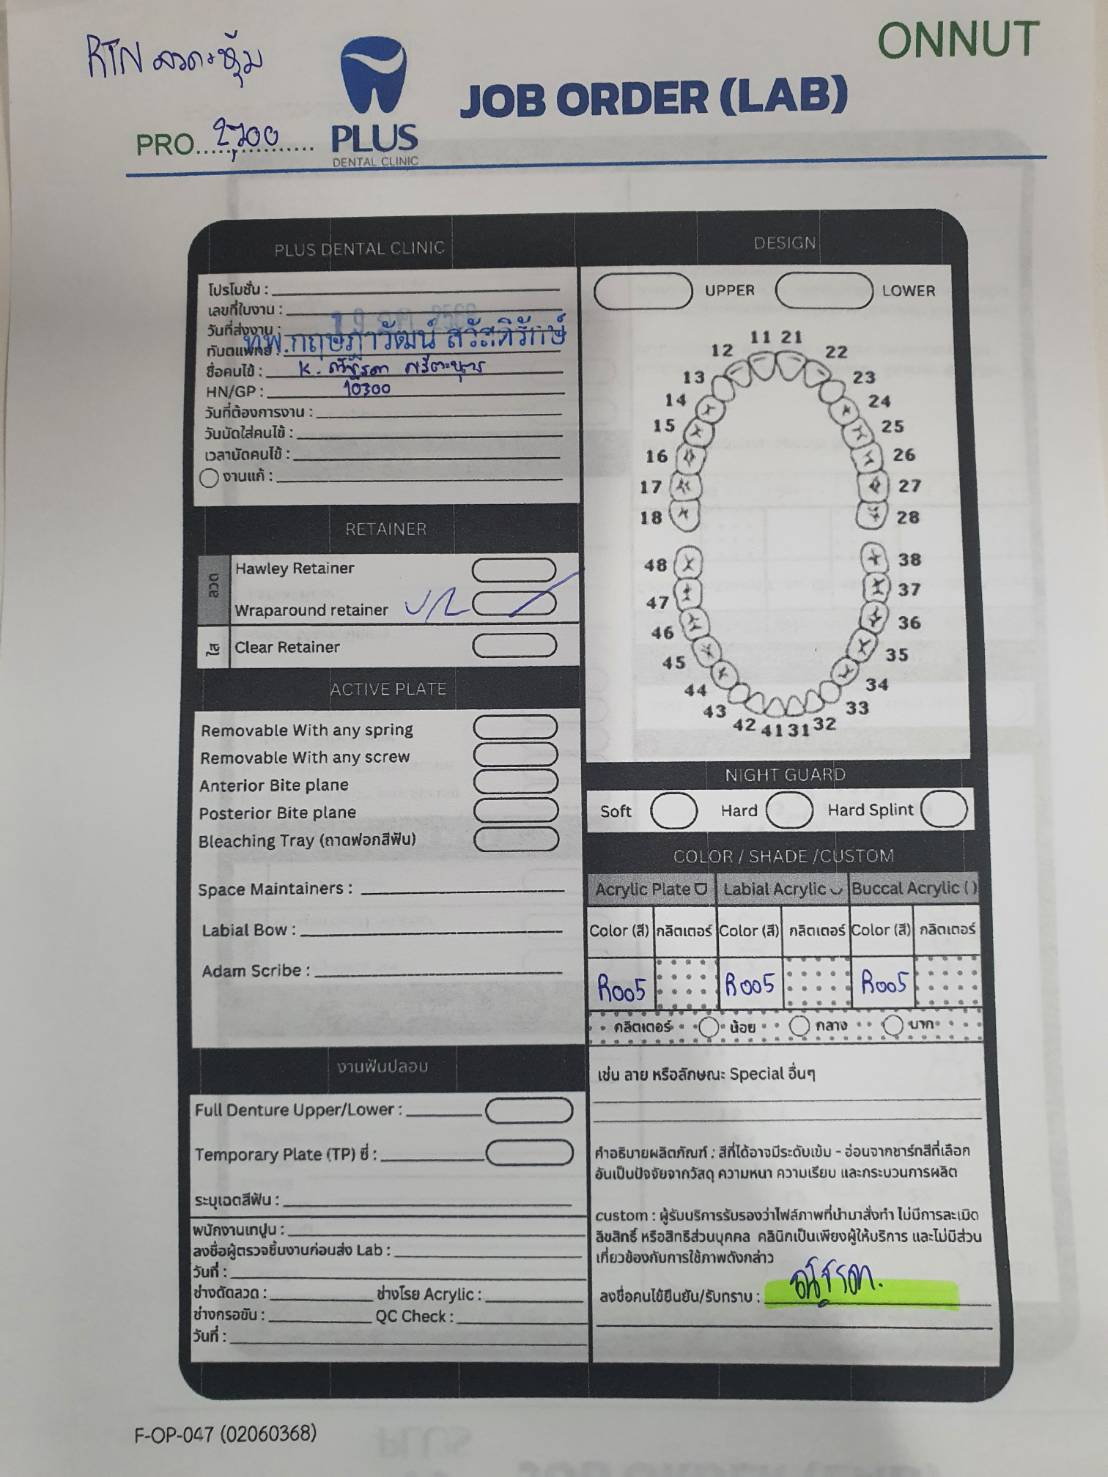 ONNUT
RTN ลวด+หุ้ม
PRO....2,700....
PLUS
DENTAL CLINIC
JOB ORDER (LAB)
PLUS DENTAL CLINIC
โปรโมชั่น :
เลขที่ใบงาน :
วันที่ส่งงาน :
ทันตแพทย์ : ทพ.กฤษฎาวัฒน์ สวัสดิรักษ์
ชื่อคนไข้ : K.
HN/GP : 10300
วันที่ต้องการงาน :
วันนัดใส่คนไข้ :
เวลานัดคนไข้ :
งานแก้ :
RETAINER
ลวด
Hawley Retainer
Wraparound retainer U/L
ใส
Clear Retainer
ACTIVE PLATE
Removable With any spring
Removable With any screw
Anterior Bite plane
Posterior Bite plane
Bleaching Tray (ถาดฟอกสีฟัน)
Space Maintainers :
Labial Bow :
Adam Scribe :
งานฟันปลอม
Full Denture Upper/Lower :
Temporary Plate (TP) ซี่ :
ระบุเฉดสีฟัน :
พนักงานเทปูน :
ลงชื่อผู้ตรวจชิ้นงานก่อนส่ง Lab :
วันที่ :
ช่างดัดลวด : ช่างโรย Acrylic :
ช่างกรอขัน : QC Check :
วันที่ :
DESIGN
UPPER LOWER
11 21
12 22
13 23
14 24
15 25
16 26
17 27
18 28
48 38
47 37
46 36
45 35
44 34
43 33
42 41 31 32
NIGHT GUARD
Soft Hard Hard Splint
COLOR / SHADE /CUSTOM
Acrylic Plate Labial Acrylic Buccal Acrylic ( )
Color (สี) กลิตเตอร์ Color (สี) กลิตเตอร์ Color (สี) กลิตเตอร์
R005 R005 R005
กลิตเตอร์ น้อย กลาง มาก
เช่น ลาย หรือลักษณะ Special อื่นๆ
คำอธิบายผลิตภัณฑ์ : สีที่ได้อาจมีระดับเข้ม - อ่อนจากชาร์ทสีที่เลือก
อันเป็นปัจจัยจากวัสดุ ความหนา ความเรียบ และกระบวนการผลิต
custom : ผู้รับบริการรับรองว่าไฟล์ภาพที่นำมาสั่งทำ ไม่มีการละเมิด
ลิขสิทธิ์ หรือสิทธิส่วนบุคคล คลินิกเป็นเพียงผู้ให้บริการ และไม่มีส่วน
เกี่ยวข้องกับการใช้ภาพดังกล่าว
ลงชื่อคนไข้ยืนยัน/รับทราบ :
F-OP-047 (02060368)